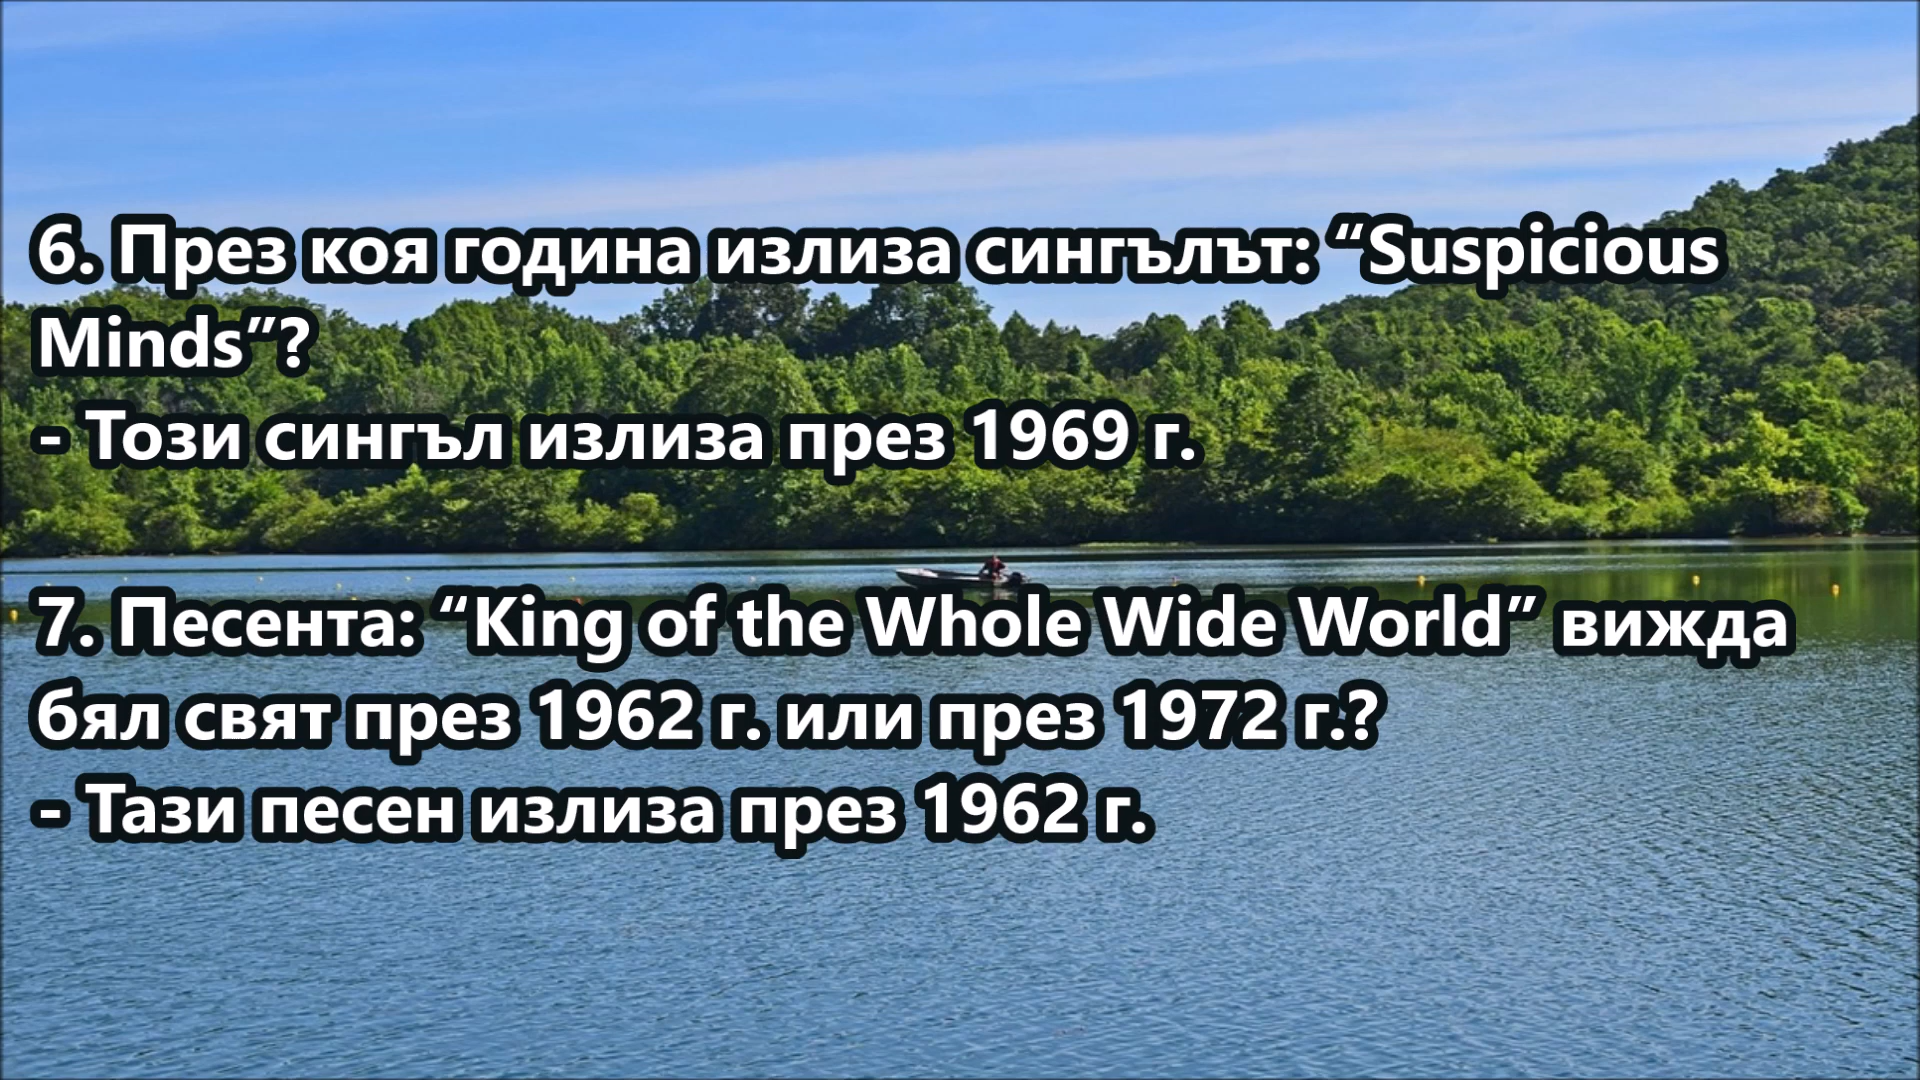 6. През коя година излиза сингълът: “Suspicious
Minds”?
- Този сингъл излиза през 1969 г.
7. Песента: “King of the Whole Wide World” вижда
бял свят през 1962 г. или през 1972 г.?
- Тази песен излиза през 1962 г.